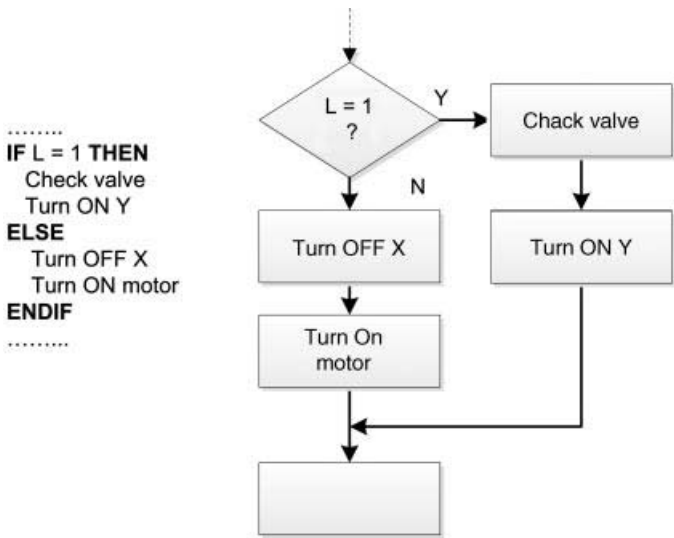 ........
IF L = 1 THEN
Check valve
Turn ON Y
ELSE
Turn OFF X
Turn ON motor
ENDIF
.........
L = 1
?
Y
N
Chack valve
Turn OFF X
Turn ON Y
Turn On
motor